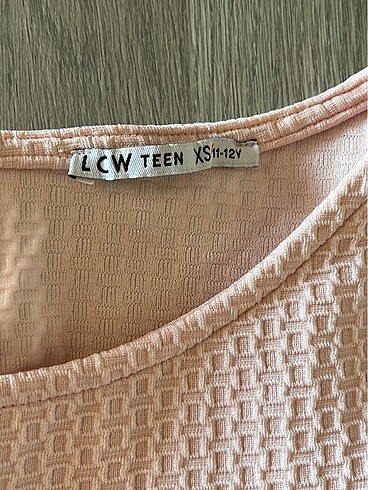 LCW TEEN XS 11-12Y